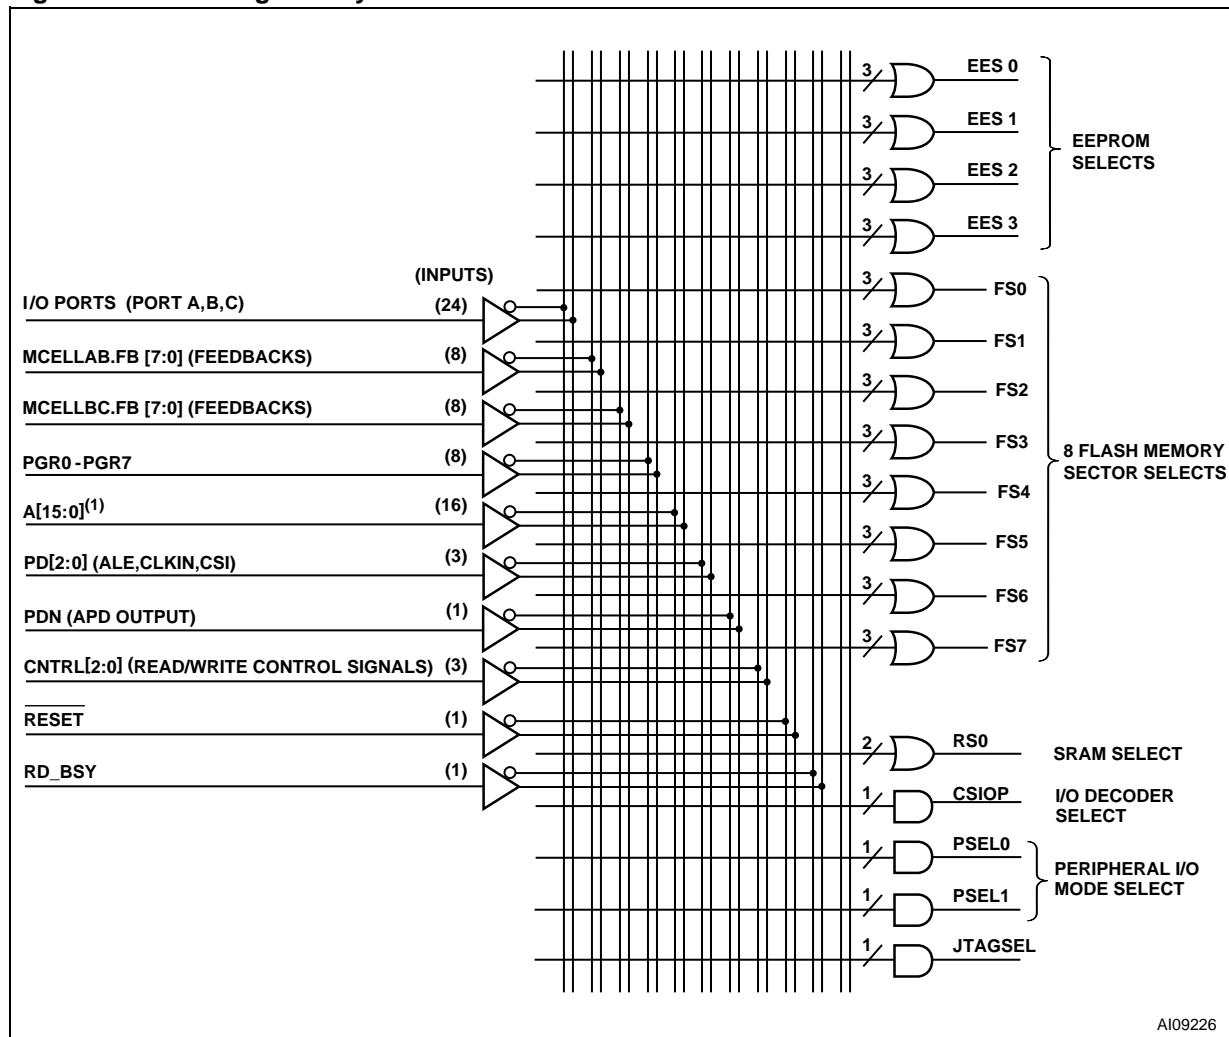 3 EES 0
3 EES 1
EEPROM
SELECTS
3 EES 2
3 EES 3
(INPUTS)
I/O PORTS (PORT A,B,C) (24)
MCELLAB.FB [7:0] (FEEDBACKS) (8)
MCELLBC.FB [7:0] (FEEDBACKS) (8)
PGR0 -PGR7 (8)
A[15:0](1) (16)
PD[2:0] (ALE,CLKIN,CSI) (3)
PDN (APD OUTPUT) (1)
CNTRL[2:0] (READ/WRITE CONTROL SIGNALS) (3)
RESET (1)
RD_BSY (1)
3 FS0
3 FS1
3 FS2
3 FS3
8 FLASH MEMORY
SECTOR SELECTS
3 FS4
3 FS5
3 FS6
3 FS7
2 RS0 SRAM SELECT
1 CSIOP I/O DECODER
SELECT
1 PSEL0
PERIPHERAL I/O
MODE SELECT
1 PSEL1
1 JTAGSEL
AI09226